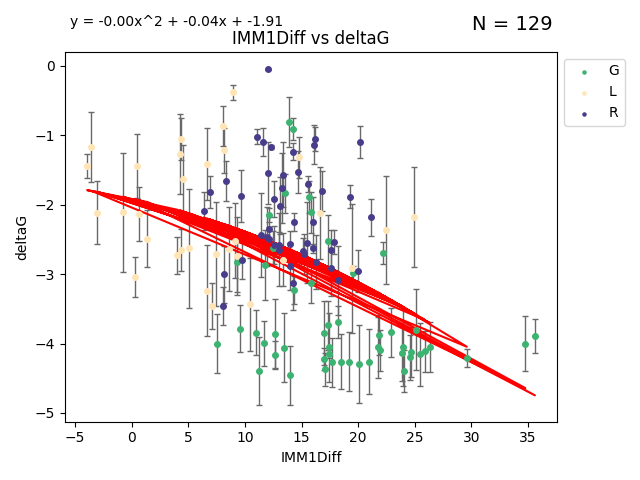 y = -0.00x^2 + -0.04x + -1.91
N = 129
IMM1Diff vs deltaG
G
L
R
deltaG
0
−1
−2
−3
−4
−5
−5 0 5 10 15 20 25 30 35
IMM1Diff